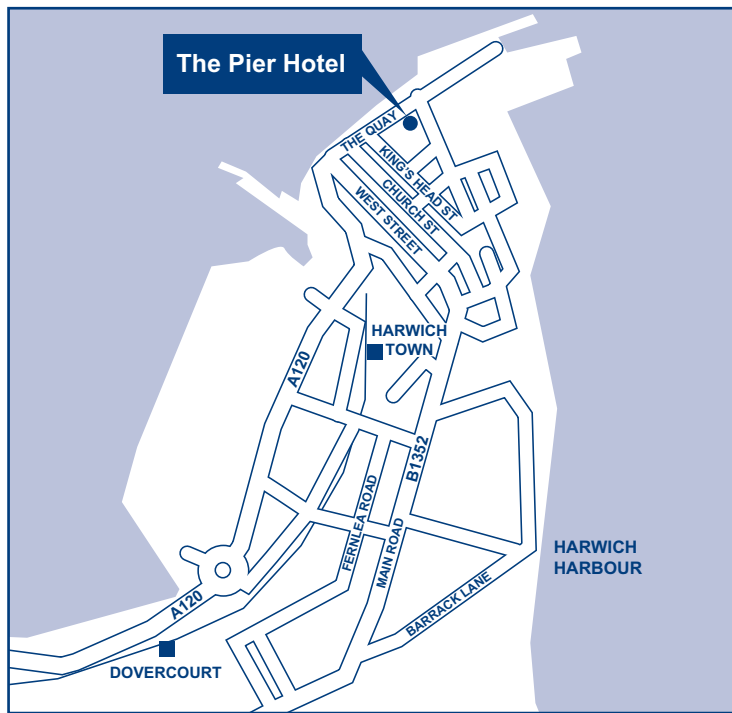 The Pier Hotel
THE QUAY
KING'S HEAD ST
CHURCH ST
WEST STREET
HARWICH
TOWN
A120
B1352
FERNLEA ROAD
MAIN ROAD
HARWICH
HARBOUR
BARRACK LANE
A120
DOVERCOURT